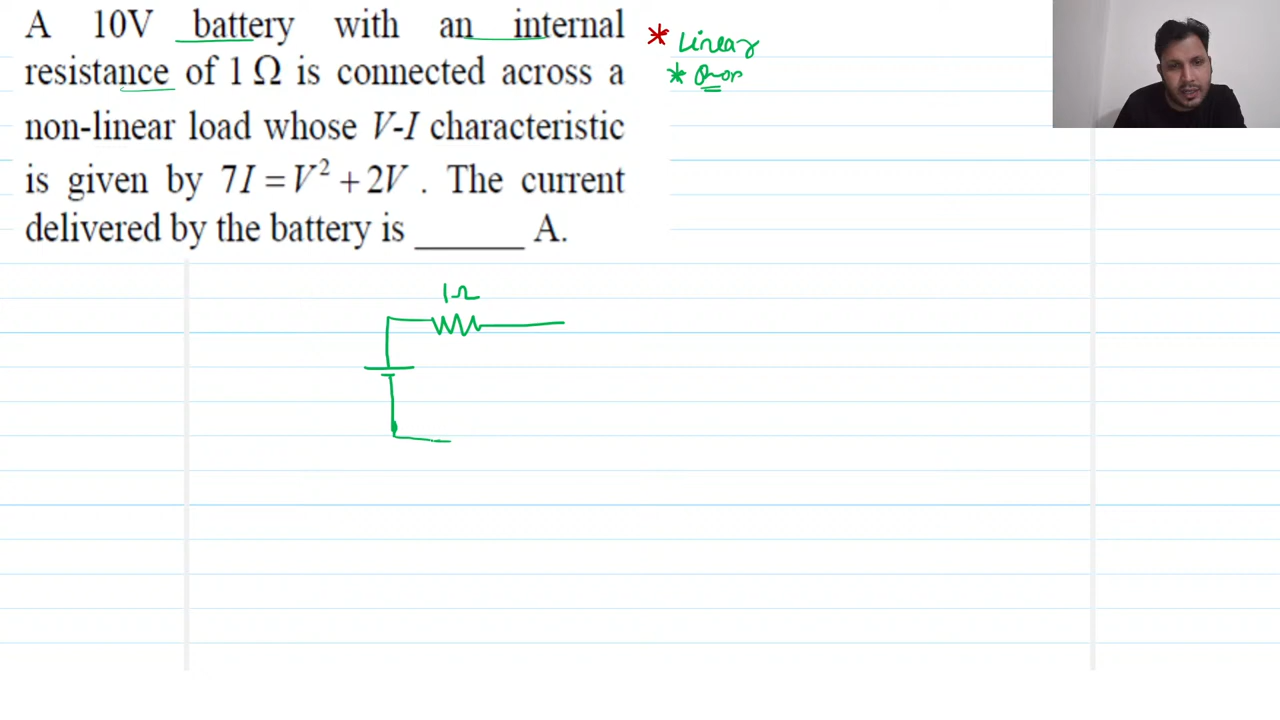 A 10V battery with an internal
resistance of 1 Ω is connected across a
non-linear load whose V-I characteristic
is given by 7I = V² + 2V . The current
delivered by the battery is ______ A.
* Linear
*
1Ω